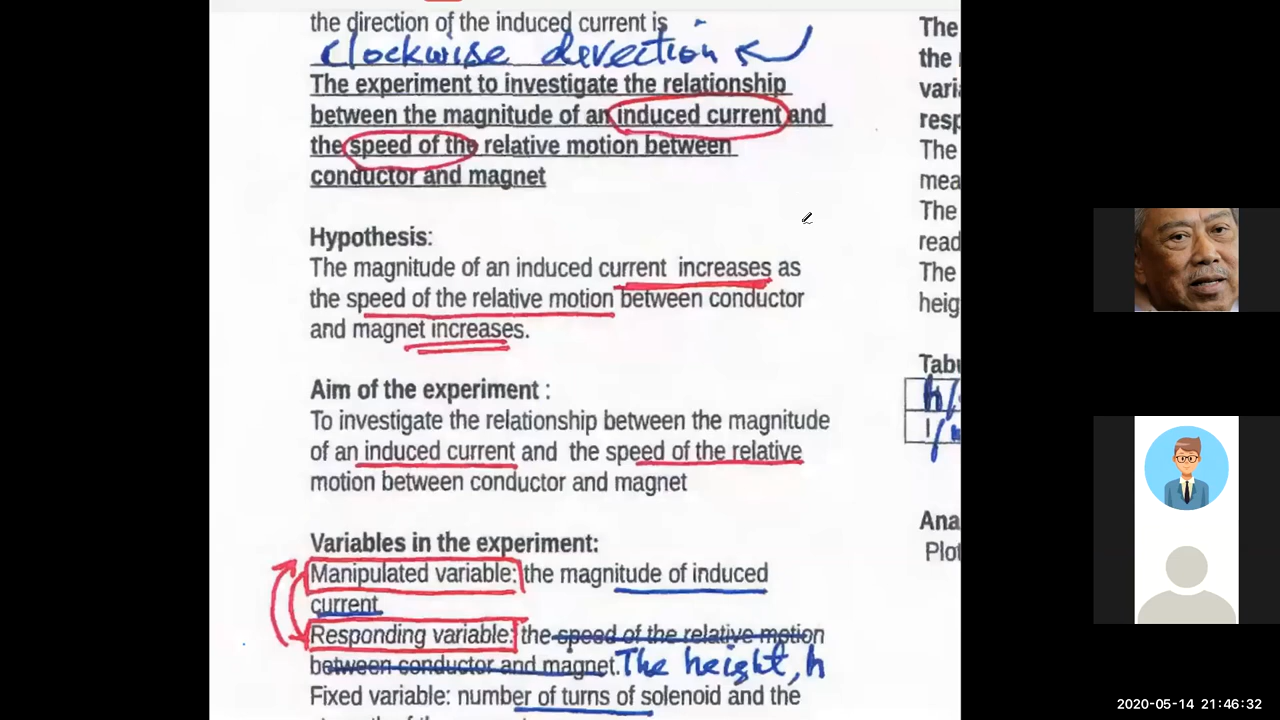 the direction of the induced current is
clockwise direction
The experiment to investigate the relationship
between the magnitude of an induced current and
the speed of the relative motion between
conductor and magnet
Hypothesis:
The magnitude of an induced current increases as
the speed of the relative motion between conductor
and magnet increases.
Aim of the experiment :
To investigate the relationship between the magnitude
of an induced current and the speed of the relative
motion between conductor and magnet
Variables in the experiment:
Manipulated variable: the magnitude of induced
current
Responding variable: the speed of the relative motion
between conductor and magnet. The height, h
Fixed variable: number of turns of solenoid and the
The
the
vari
resp
The
mea
The
read
The
heig
Tabu
h/
Ana
Plot
2020-05-14 21:46:32